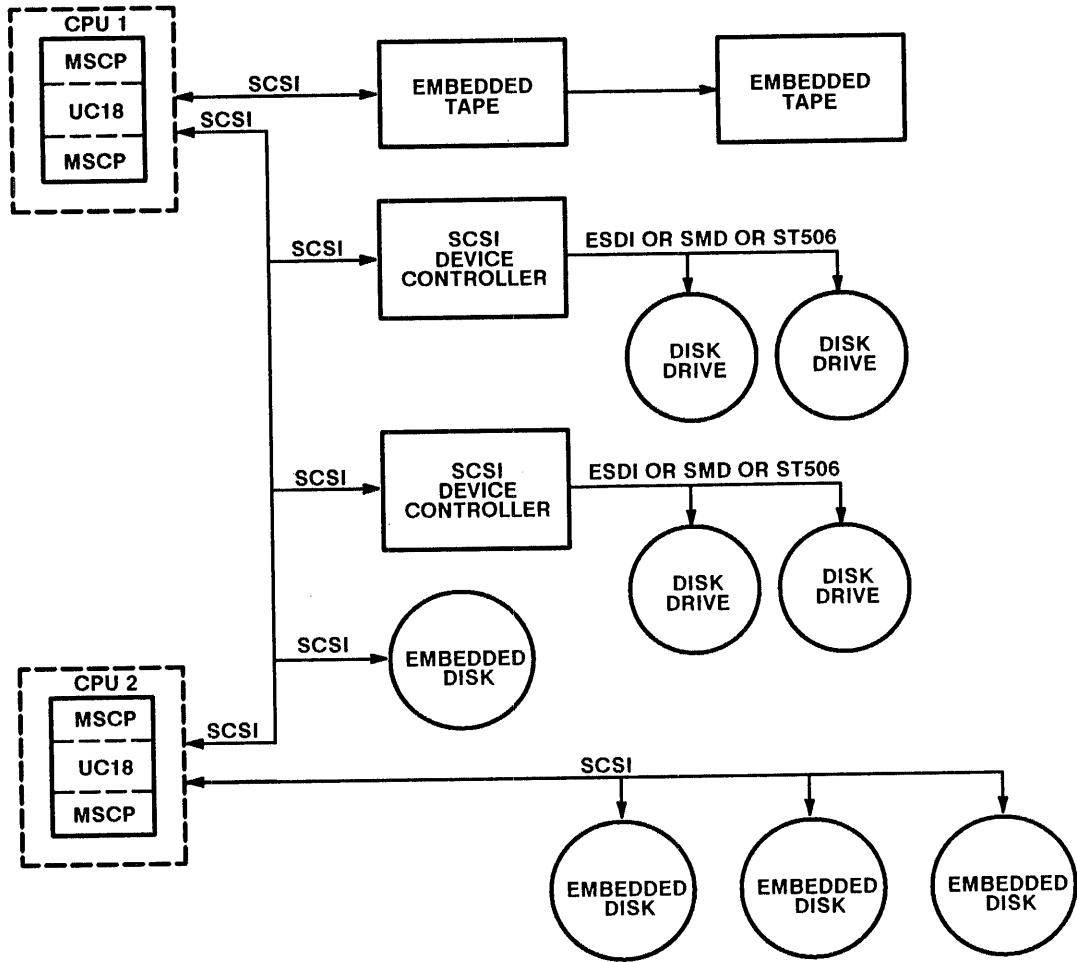 CPU 1
MSCP
UC18
MSCP
SCSI
SCSI
EMBEDDED
TAPE
EMBEDDED
TAPE
SCSI
SCSI
DEVICE
CONTROLLER
ESDI OR SMD OR ST506
DISK
DRIVE
DISK
DRIVE
SCSI
SCSI
DEVICE
CONTROLLER
ESDI OR SMD OR ST506
DISK
DRIVE
DISK
DRIVE
SCSI
EMBEDDED
DISK
CPU 2
MSCP
UC18
MSCP
SCSI
SCSI
EMBEDDED
DISK
EMBEDDED
DISK
EMBEDDED
DISK